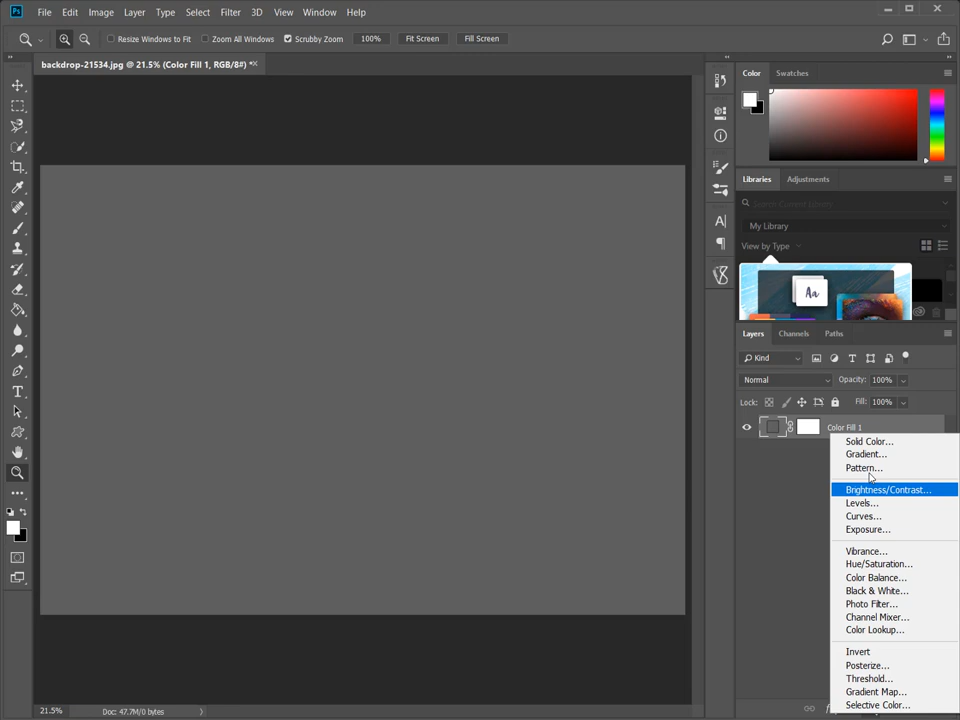 Ps File Edit Image Layer Type Select Filter 3D View Window Help
Resize Windows to Fit Zoom All Windows Scrubby Zoom 100% Fit Screen Fill Screen
backdrop-21534.jpg @ 21.5% (Color Fill 1, RGB/8#) *
Color Swatches
Libraries Adjustments
Search Current Library
My Library
View by Type
Aa
Layers Channels Paths
Kind
Normal Opacity: 100%
Lock: Fill: 100%
Color Fill 1
Solid Color...
Gradient...
Pattern...
Brightness/Contrast...
Levels...
Curves...
Exposure...
Vibrance...
Hue/Saturation...
Color Balance...
Black & White...
Photo Filter...
Channel Mixer...
Color Lookup...
Invert
Posterize...
Threshold...
Gradient Map...
Selective Color...
21.5% Doc: 47.7M/0 bytes